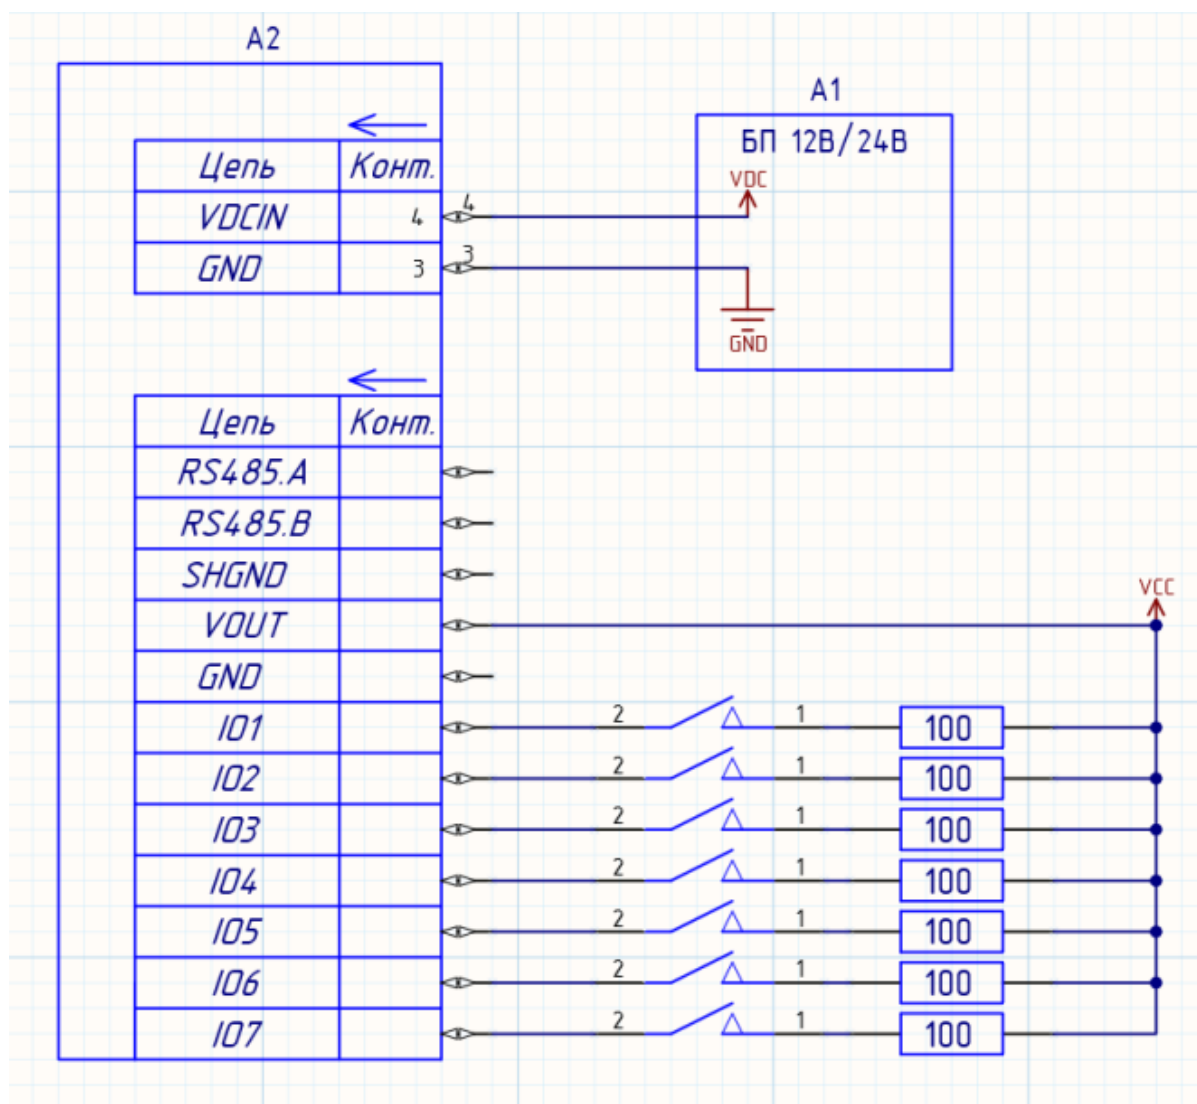 A2
A1
БП 12В/24В
VDC
GND
Цепь Конт.
VDCIN 4 4
GND 3 3
Цепь Конт.
RS485.A
RS485.B
SHGND
VOUT
VCC
GND
IO1 2 1 100
IO2 2 1 100
IO3 2 1 100
IO4 2 1 100
IO5 2 1 100
IO6 2 1 100
IO7 2 1 100